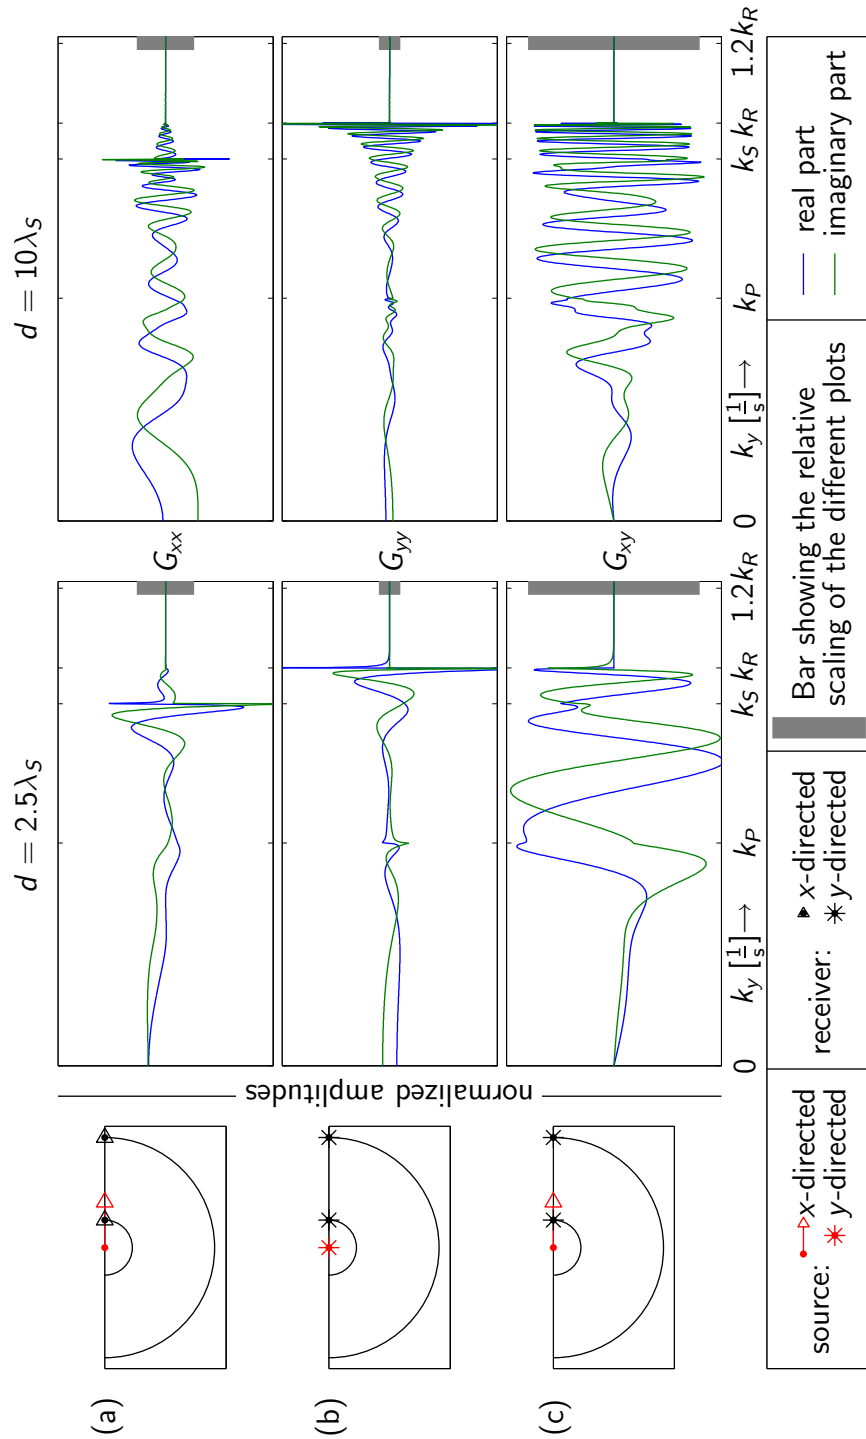 d = 2.5λ_S
d = 10λ_S
(a)
G_xx
(b)
G_yy
(c)
G_xy
normalized amplitudes
0
k_y [1/s] →
k_P
k_S
k_R
1.2k_R
0
k_y [1/s] →
k_P
k_S
k_R
1.2k_R
source:
x-directed
y-directed
receiver:
x-directed
y-directed
Bar showing the relative
scaling of the different plots
real part
imaginary part